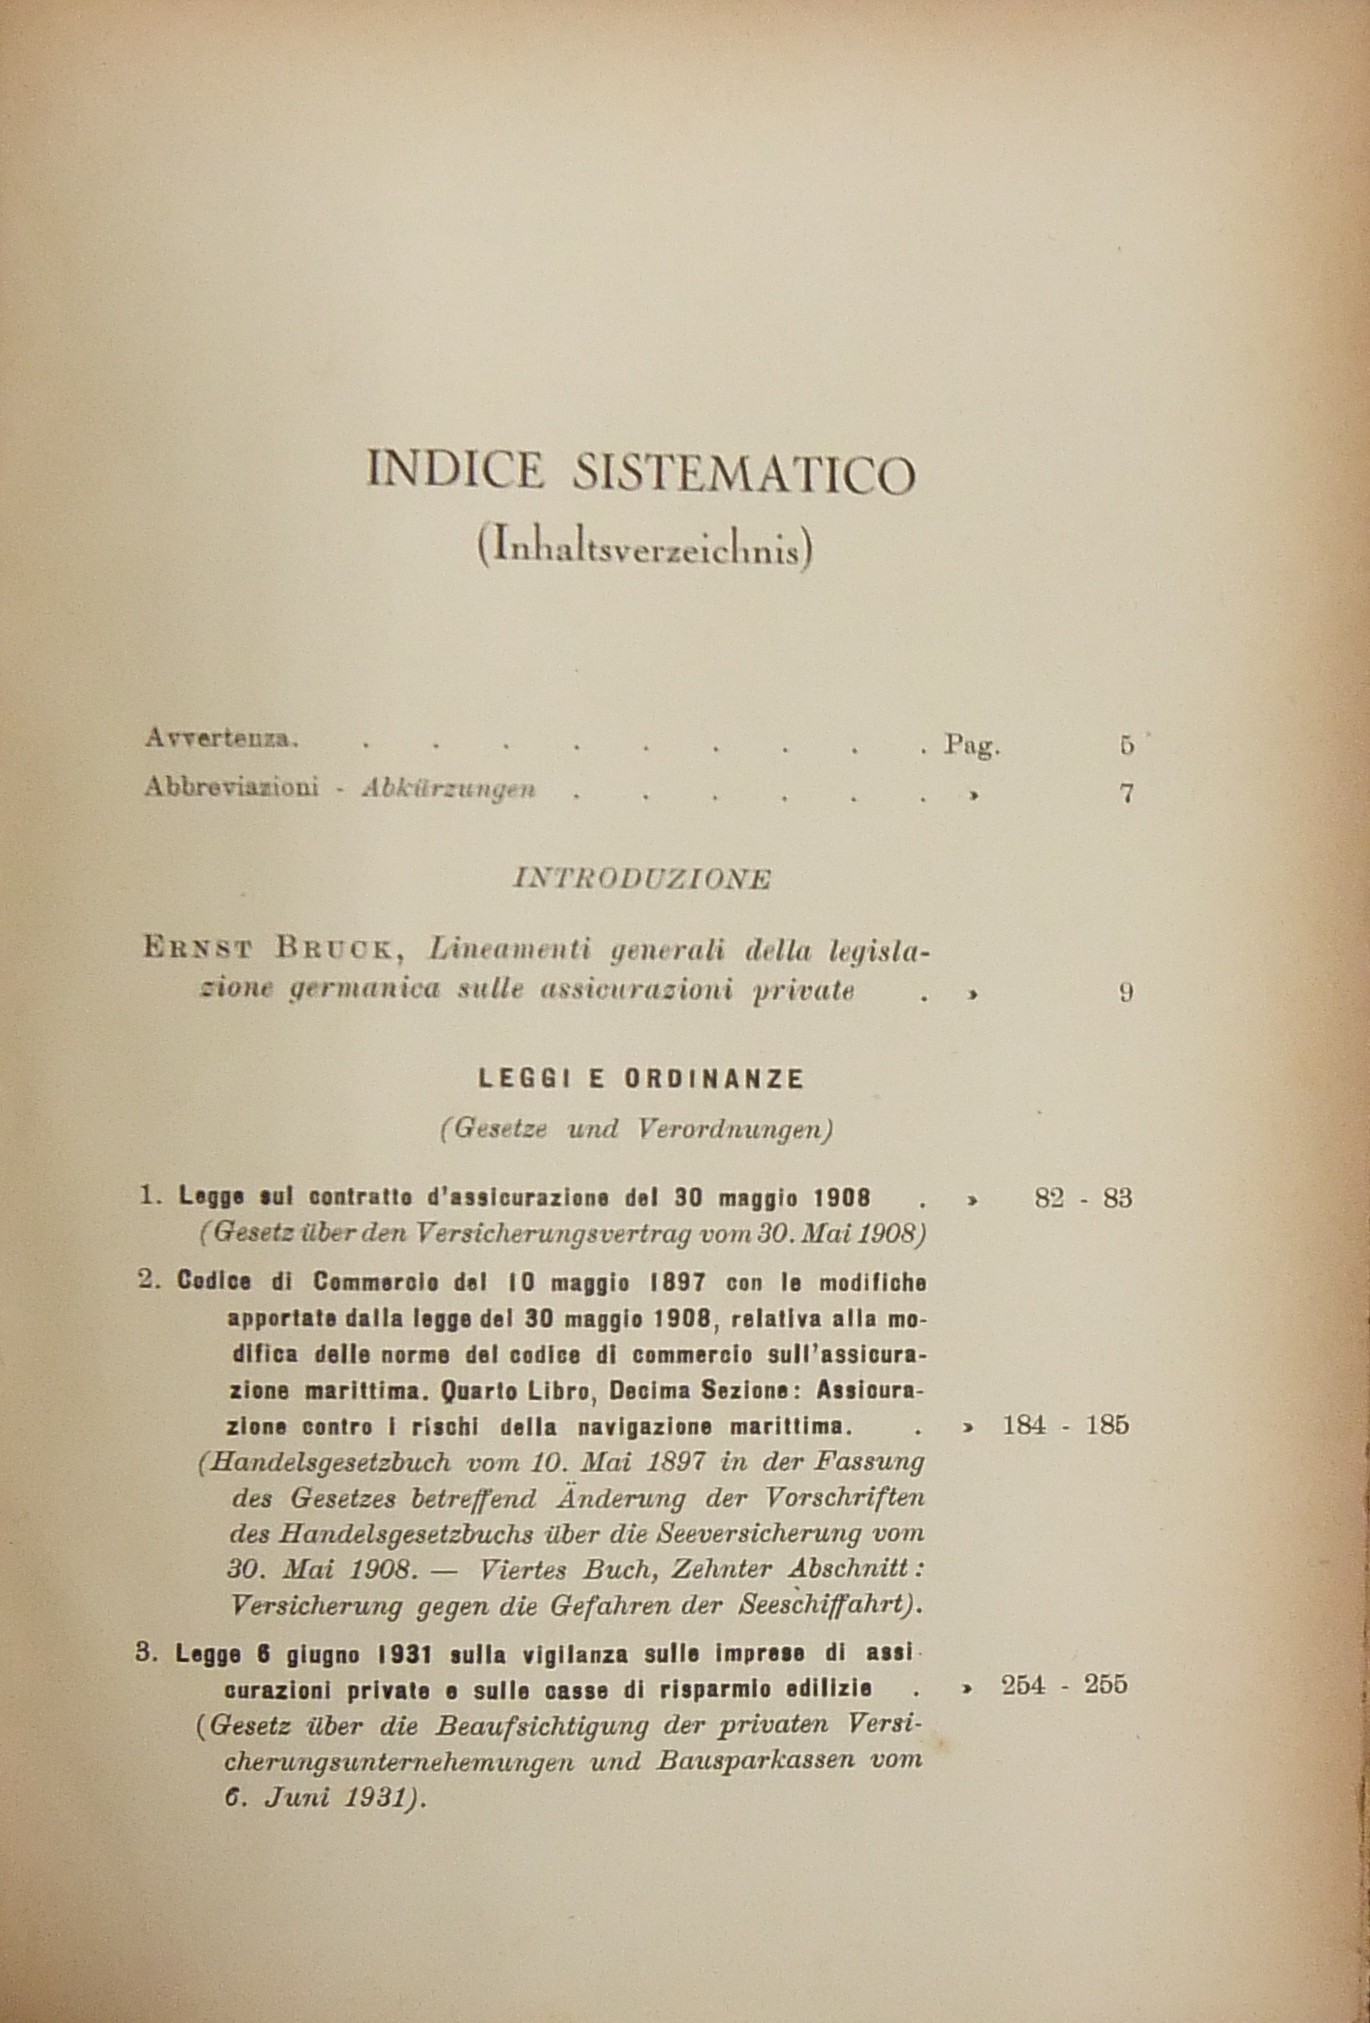 INDICE SISTEMATICO
(Inhaltsverzeichnis)
Avvertenza. . . . . . . . . . Pag. 5
Abbreviazioni - Abkürzungen . . . . . . » 7
INTRODUZIONE
ERNST BRUCK, Lineamenti generali della legisla-
zione germanica sulle assicurazioni private . » 9
LEGGI E ORDINANZE
(Gesetze und Verordnungen)
1. Legge sul contratto d'assicurazione del 30 maggio 1908 . » 82 - 83
(Gesetz über den Versicherungsvertrag vom 30. Mai 1908)
2. Codice di Commercio del 10 maggio 1897 con le modifiche
apportate dalla legge del 30 maggio 1908, relativa alla mo-
difica delle norme del codice di commercio sull'assicura-
zione marittima. Quarto Libro, Decima Sezione: Assicura-
zione contro i rischi della navigazione marittima. . » 184 - 185
(Handelsgesetzbuch vom 10. Mai 1897 in der Fassung
des Gesetzes betreffend Änderung der Vorschriften
des Handelsgesetzbuchs über die Seeversicherung vom
30. Mai 1908. — Viertes Buch, Zehnter Abschnitt:
Versicherung gegen die Gefahren der Seeschiffahrt).
3. Legge 6 giugno 1931 sulla vigilanza sulle imprese di assi-
curazioni private e sulle casse di risparmio edilizie . » 254 - 255
(Gesetz über die Beaufsichtigung der privaten Versi-
cherungsunternehemungen und Bausparkassen vom
6. Juni 1931).